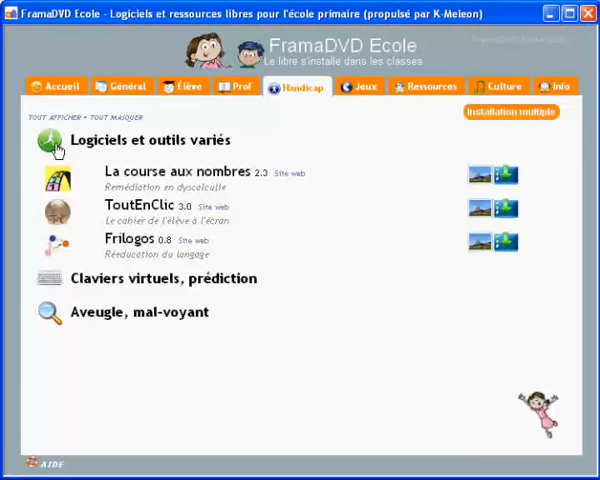 FramaDVD Ecole - Logiciels et ressources libres pour l'école primaire (propulsé par K-Meleon)
FramaDVD Ecole
Le libre s'installe dans les classes
Accueil Général Élève Prof Handicap Jeux Ressources Culture Info
TOUT AFFICHER • TOUT MASQUER
Installation multiple
Logiciels et outils variés
La course aux nombres 2.3 Site web
Remédiation en dyscalculie
ToutEnClic 3.0 Site web
Le cahier de l'élève à l'écran
Frilogos 0.8 Site web
Rééducation du langage
Claviers virtuels, prédiction
Aveugle, mal-voyant
AIDE